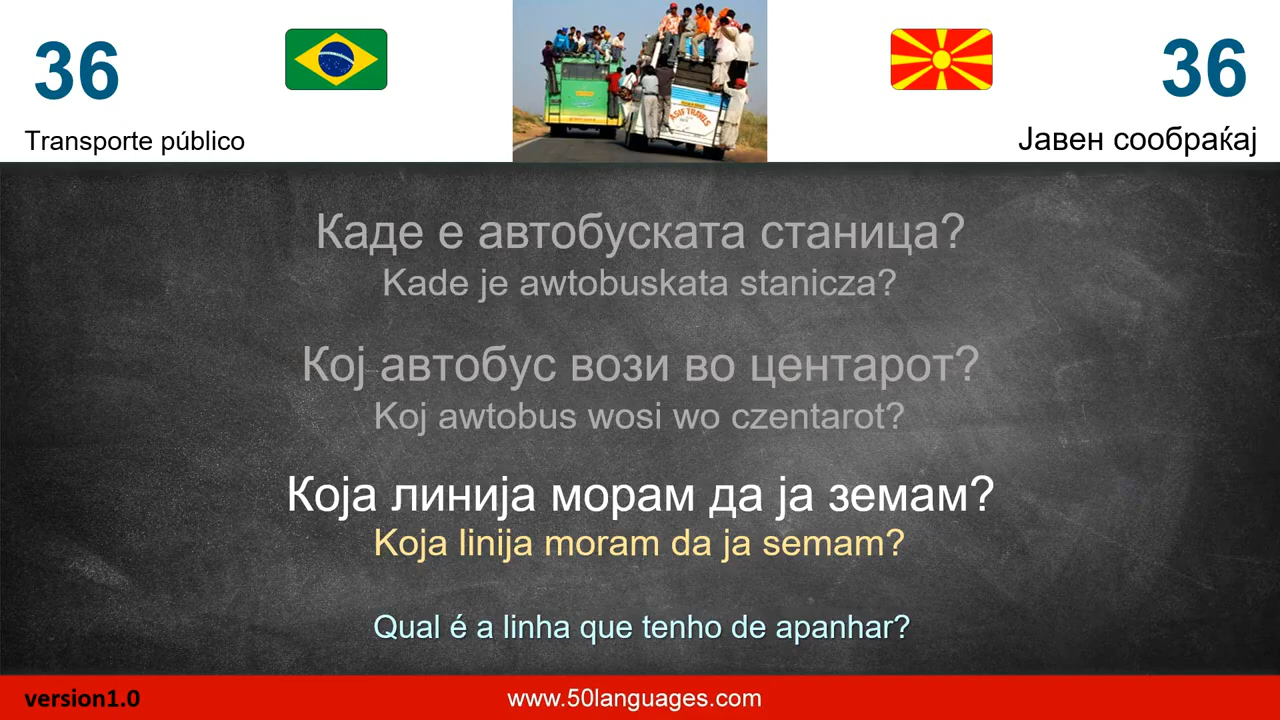 36
36
Transporte público
Јавен сообраќај
ASIF TRAVELS
Каде е автобуската станица?
Kade je awtobuskata stanicza?
Кој автобус вози во центарот?
Koj awtobus wosi wo czentarot?
Која линија морам да ја земам?
Koja linija moram da ja semam?
Qual é a linha que tenho de apanhar?
version1.0
www.50languages.com